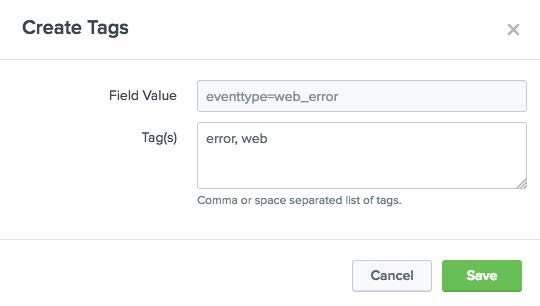 Create Tags
Field Value
eventtype=web_error
Tag(s)
error, web
Comma or space separated list of tags.
Cancel Save